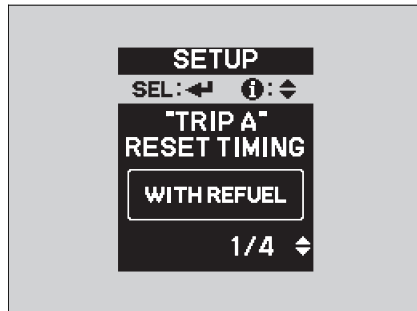 SETUP
SEL:↵ ℹ:◆
"TRIP A"
RESET TIMING
WITH REFUEL
1/4